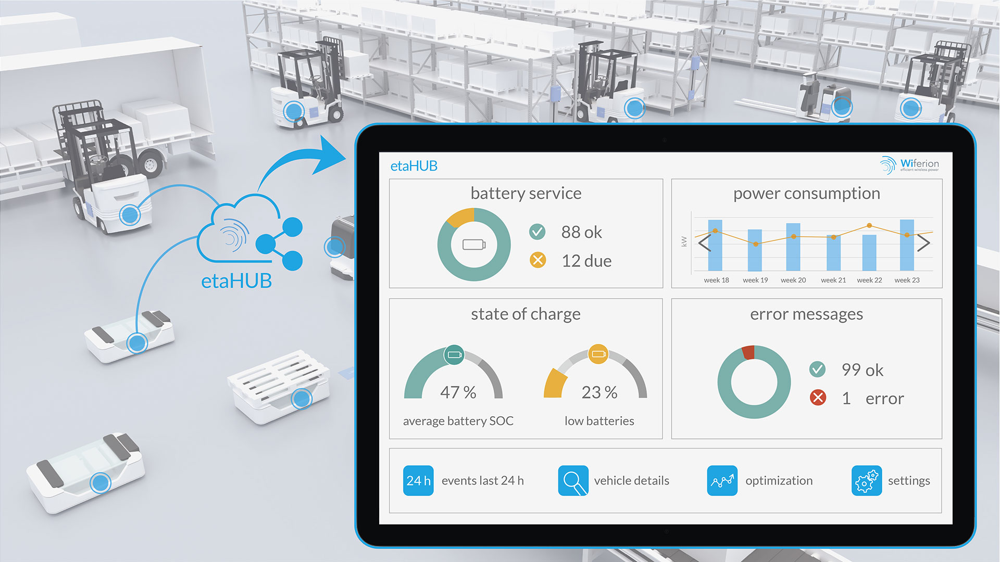 etaHUB
etaHUB
Wiferion
efficient wireless power
battery service
88 ok
12 due
power consumption
kW
week 18 week 19 week 20 week 21 week 22 week 23
state of charge
47 %
average battery SOC
23 %
low batteries
error messages
99 ok
1 error
24 h events last 24 h vehicle details optimization settings